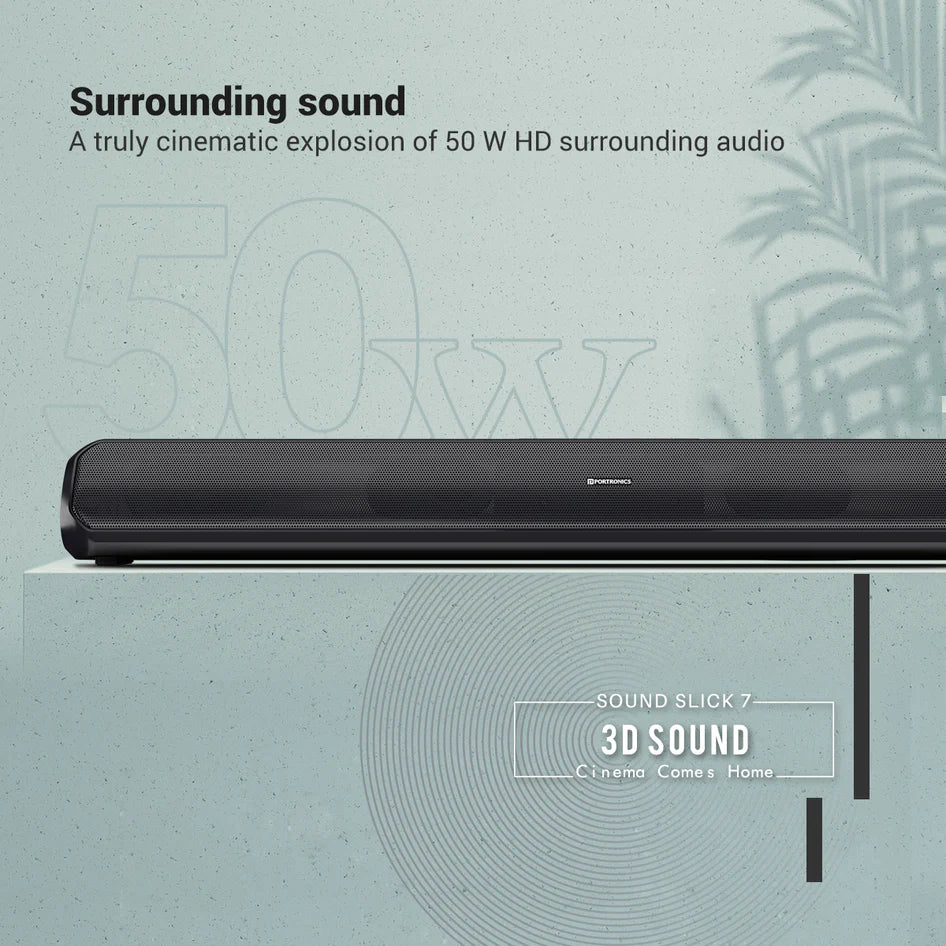 Surrounding sound
A truly cinematic explosion of 50 W HD surrounding audio
50W
PORTRONICS
SOUND SLICK 7
3D SOUND
Cinema Comes Home